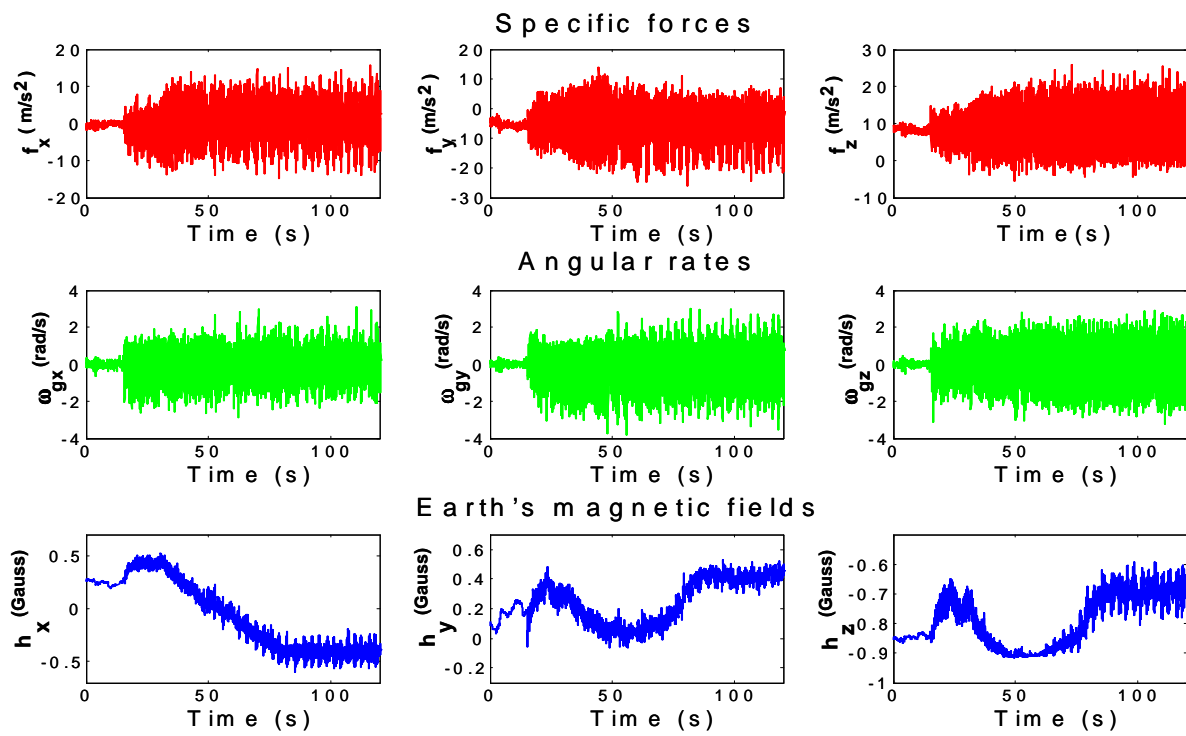 Specific forces
20
10
0
-10
-20
f_x (m/s²)
0 50 100
Time (s)
20
10
0
-10
-20
-30
f_y (m/s²)
0 50 100
Time (s)
30
20
10
0
-10
f_z (m/s²)
0 50 100
Time(s)
Angular rates
4
2
0
-2
-4
ω_gx (rad/s)
0 50 100
Time (s)
4
2
0
-2
-4
ω_gy (rad/s)
0 50 100
Time (s)
4
2
0
-2
-4
ω_gz (rad/s)
0 50 100
Time (s)
Earth's magnetic fields
0.5
0
-0.5
h_x (Gauss)
0 50 100
Time (s)
0.6
0.4
0.2
0
-0.2
h_y (Gauss)
0 50 100
Time (s)
-0.6
-0.7
-0.8
-0.9
-1
h_z (Gauss)
0 50 100
Time (s)